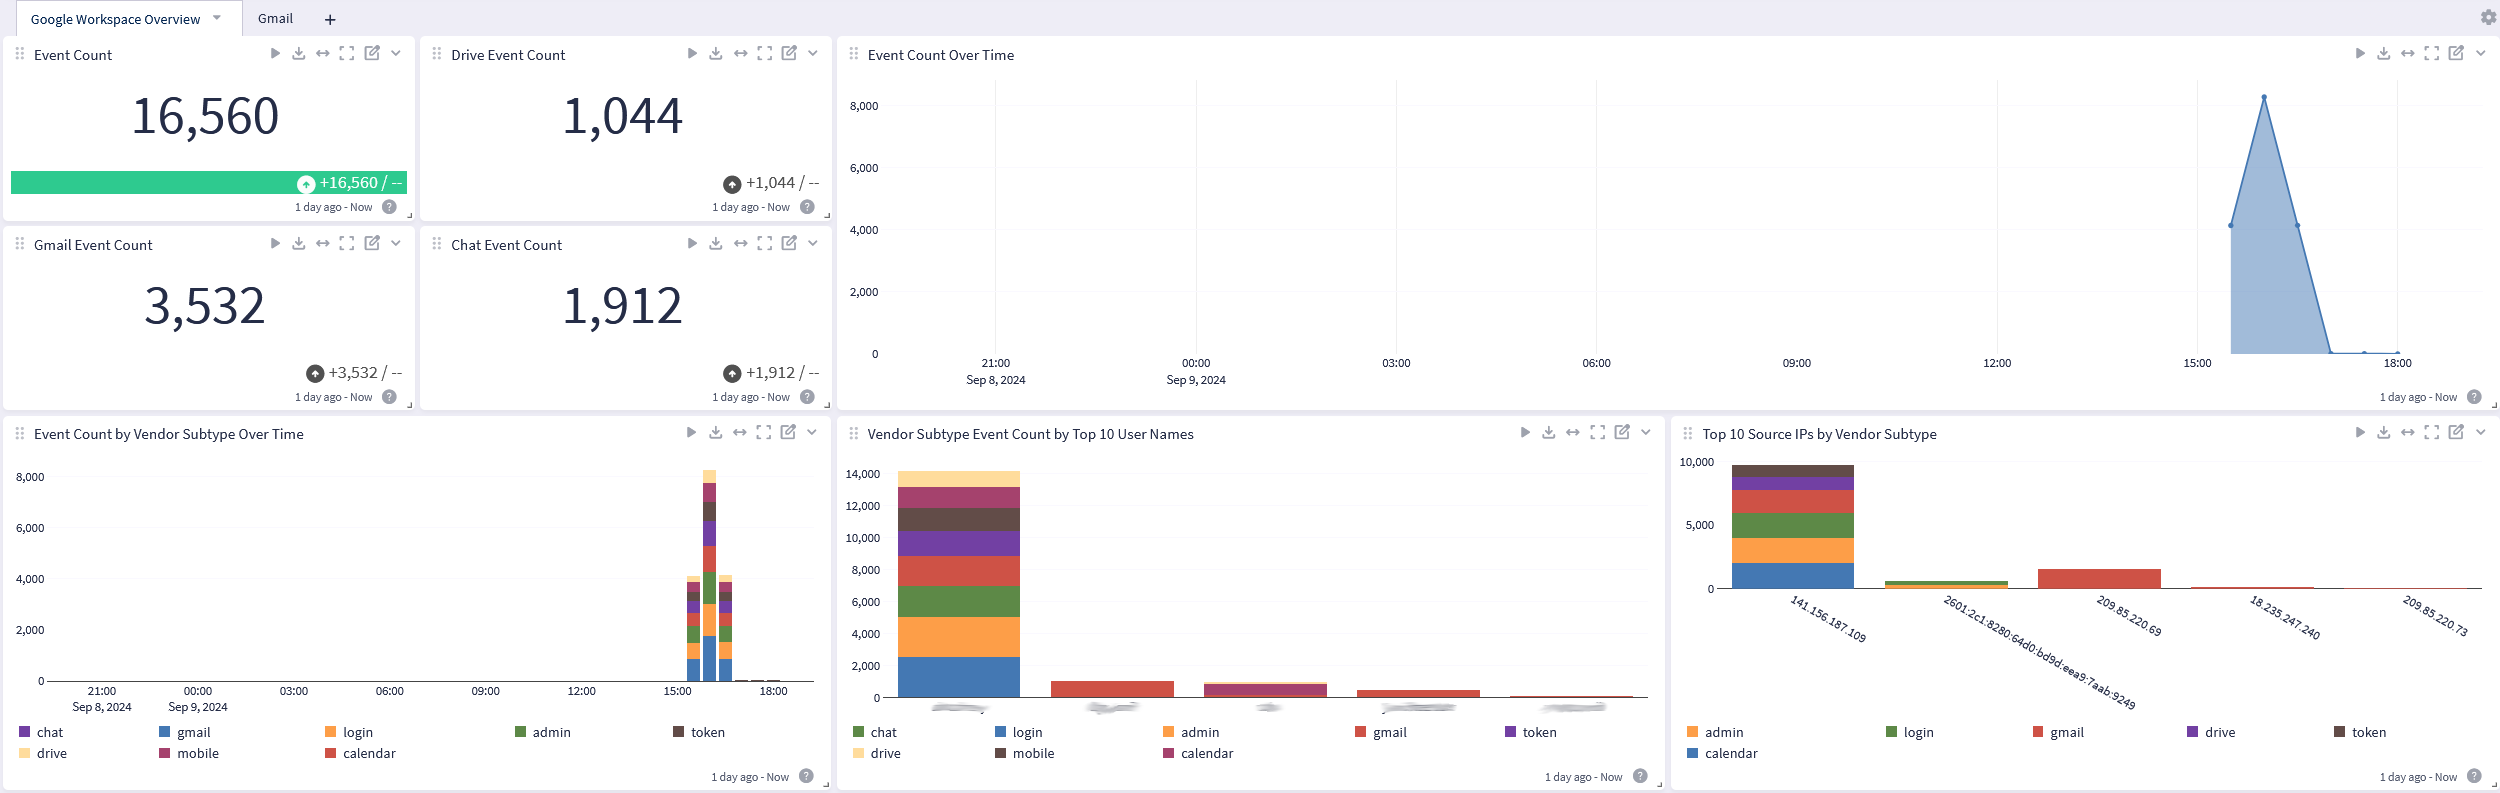 Google Workspace Overview
Gmail
+
Event Count
16,560
+16,560 / --
1 day ago - Now
?
Drive Event Count
1,044
+1,044 / --
1 day ago - Now
?
Event Count Over Time
8,000
6,000
4,000
2,000
0
21:00
00:00
03:00
06:00
09:00
12:00
15:00
18:00
Sep 8, 2024
Sep 9, 2024
1 day ago - Now
?
Gmail Event Count
3,532
+3,532 / --
1 day ago - Now
?
Chat Event Count
1,912
+1,912 / --
1 day ago - Now
?
Event Count by Vendor Subtype Over Time
8,000
6,000
4,000
2,000
0
21:00
00:00
03:00
06:00
09:00
12:00
15:00
18:00
Sep 8, 2024
Sep 9, 2024
chat
gmail
login
admin
token
drive
mobile
calendar
1 day ago - Now
?
Vendor Subtype Event Count by Top 10 User Names
14,000
12,000
10,000
8,000
6,000
4,000
2,000
0
chat
login
admin
gmail
token
drive
mobile
calendar
1 day ago - Now
?
Top 10 Source IPs by Vendor Subtype
10,000
5,000
0
141.156.187.109
2601:2c1:8280:64d0:bd9d:eea9:7aab:9249
209.85.220.69
18.235.247.240
209.85.220.73
admin
login
gmail
drive
token
calendar
1 day ago - Now
?